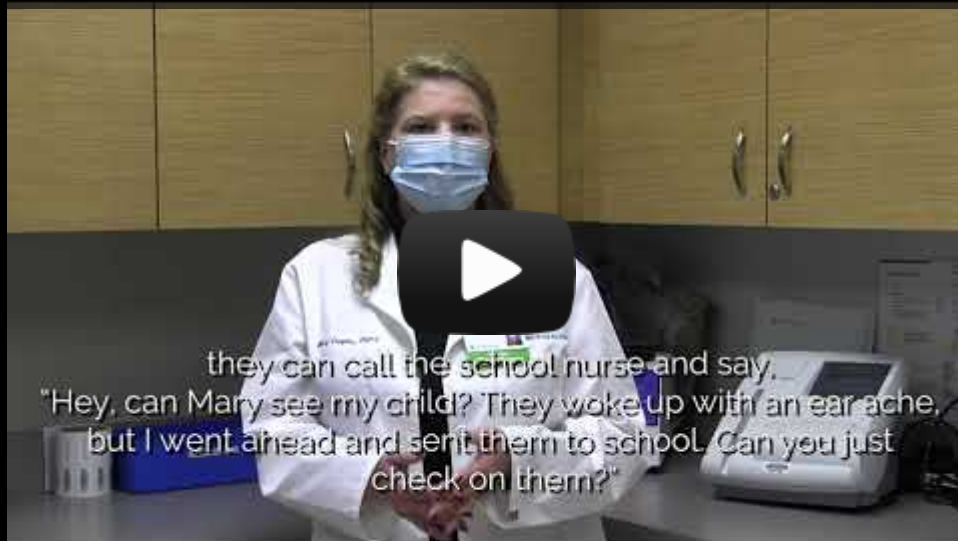 they can call the school nurse and say,
"Hey, can Mary see my child? They woke up with an ear ache,
but I went ahead and sent them to school. Can you just
check on them?"